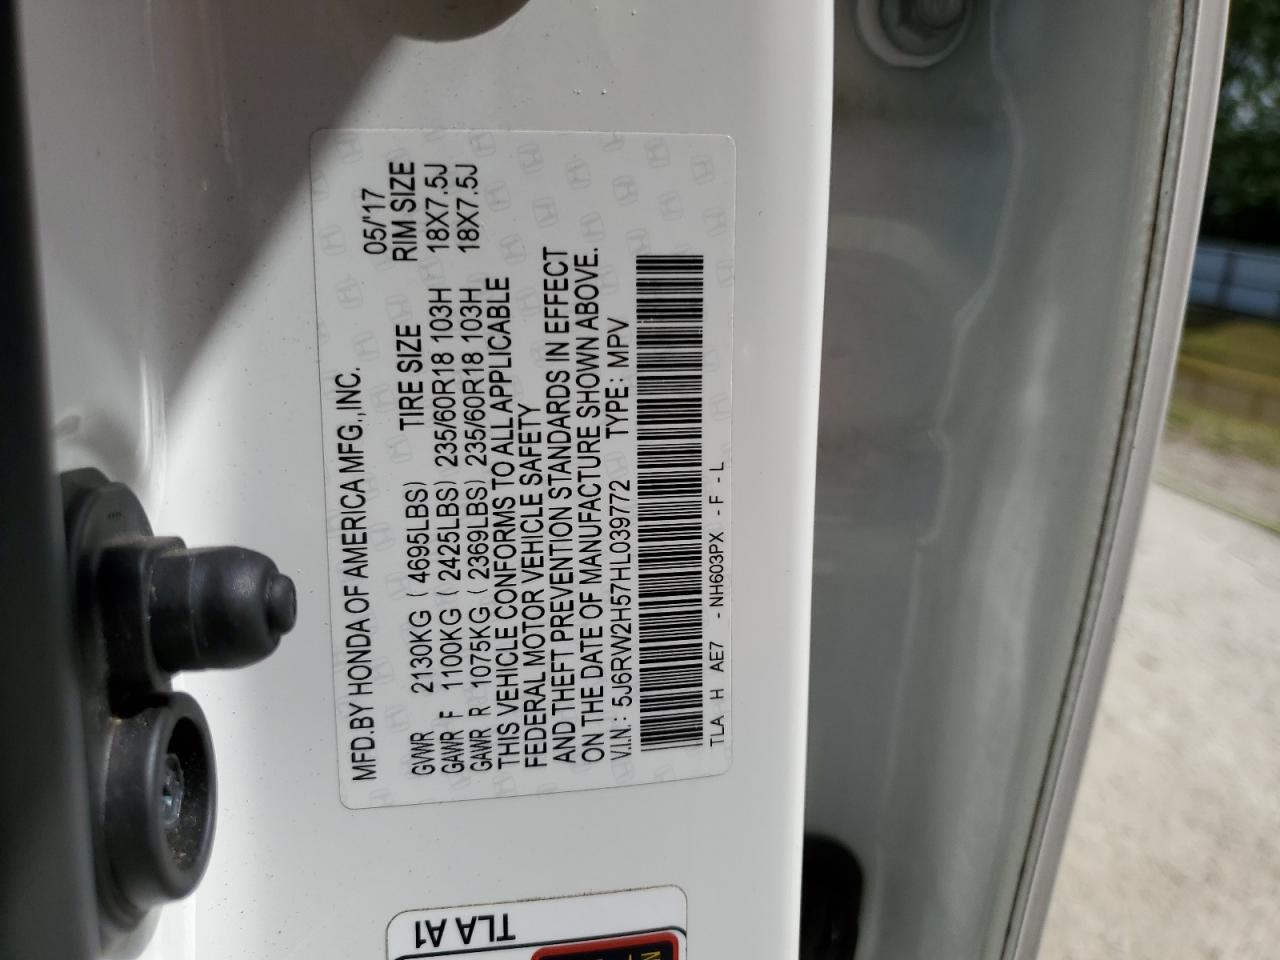 MFD.BY HONDA OF AMERICA MFG.,INC. 05/'17
TIRE SIZE RIM SIZE
GVWR 2130KG ( 4695LBS)
GAWR F 1100KG ( 2425LBS) 235/60R18 103H 18X7.5J
GAWR R 1075KG ( 2369LBS) 235/60R18 103H 18X7.5J
THIS VEHICLE CONFORMS TO ALL APPLICABLE
FEDERAL MOTOR VEHICLE SAFETY
AND THEFT PREVENTION STANDARDS IN EFFECT
ON THE DATE OF MANUFACTURE SHOWN ABOVE.
V.I.N.: 5J6RW2H57HL039772 TYPE: MPV
TLA H AE7 - NH603PX - F - L
TLA A1